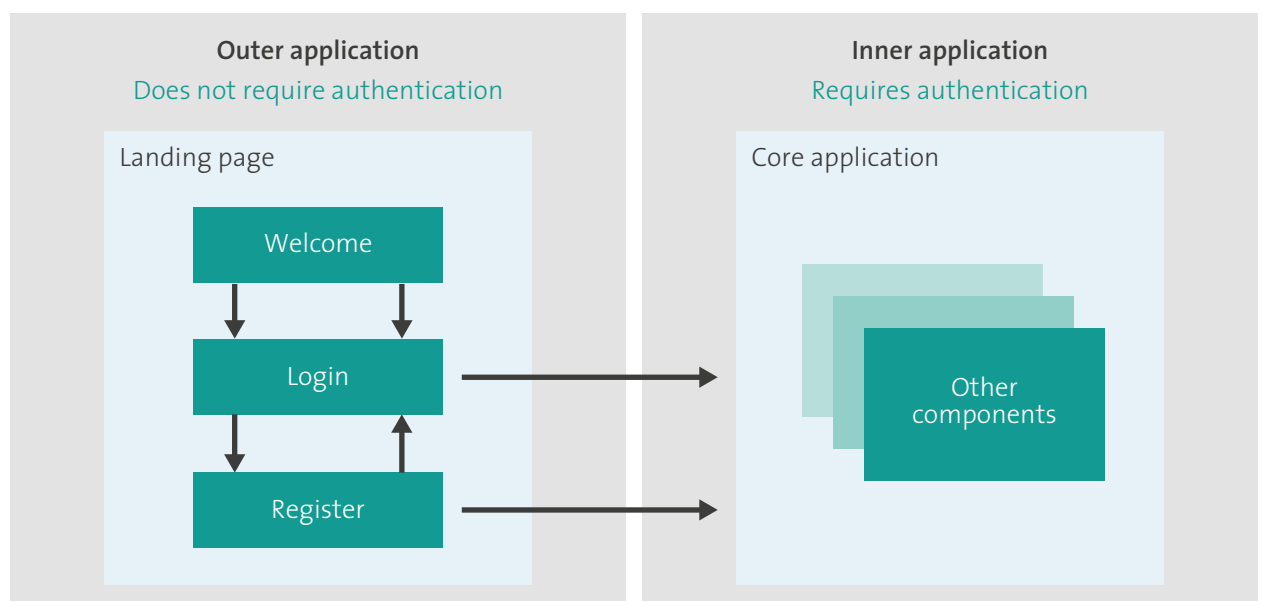 Outer application
Does not require authentication
Landing page
Welcome
Login
Register
Inner application
Requires authentication
Core application
Other
components